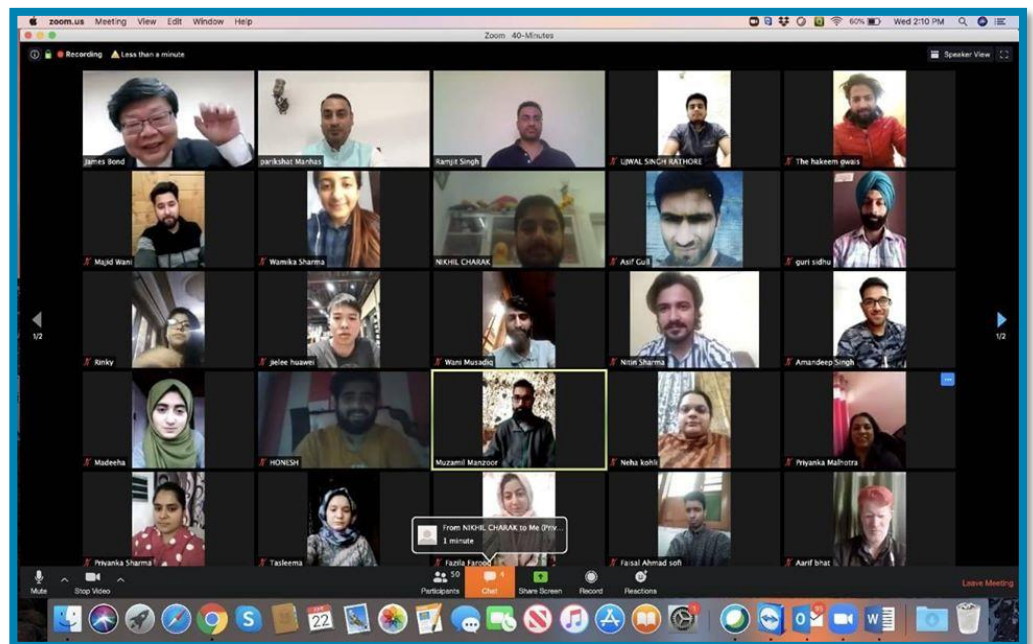 zoom.us Meeting View Edit Window Help 60% Wed 2:10 PM
Zoom 40-Minutes
Recording Less than a minute Speaker View
James Bond parikshat Manhas Ramjit Singh UJWAL SINGH RATHORE The hakeem qwais
Majid Wani Wamika Sharma NIKHIL CHARAK Asif Gull guri sidhu
1/2 1/2
Rinky jielee huawei Wani Musadiq Nitin Sharma Amandeep Singh
Madeeha HONESH Muzamil Manzoor Neha kohli Priyanka Malhotra
From NIKHIL CHARAK to Me (Priv...
1 minute
Priyanka Sharma Tasleema Fazila Farooq Faisal Ahmad sofi Aarif bhat
50 4
Mute Stop Video Participants Chat Share Screen Record Reactions Leave Meeting
22
W